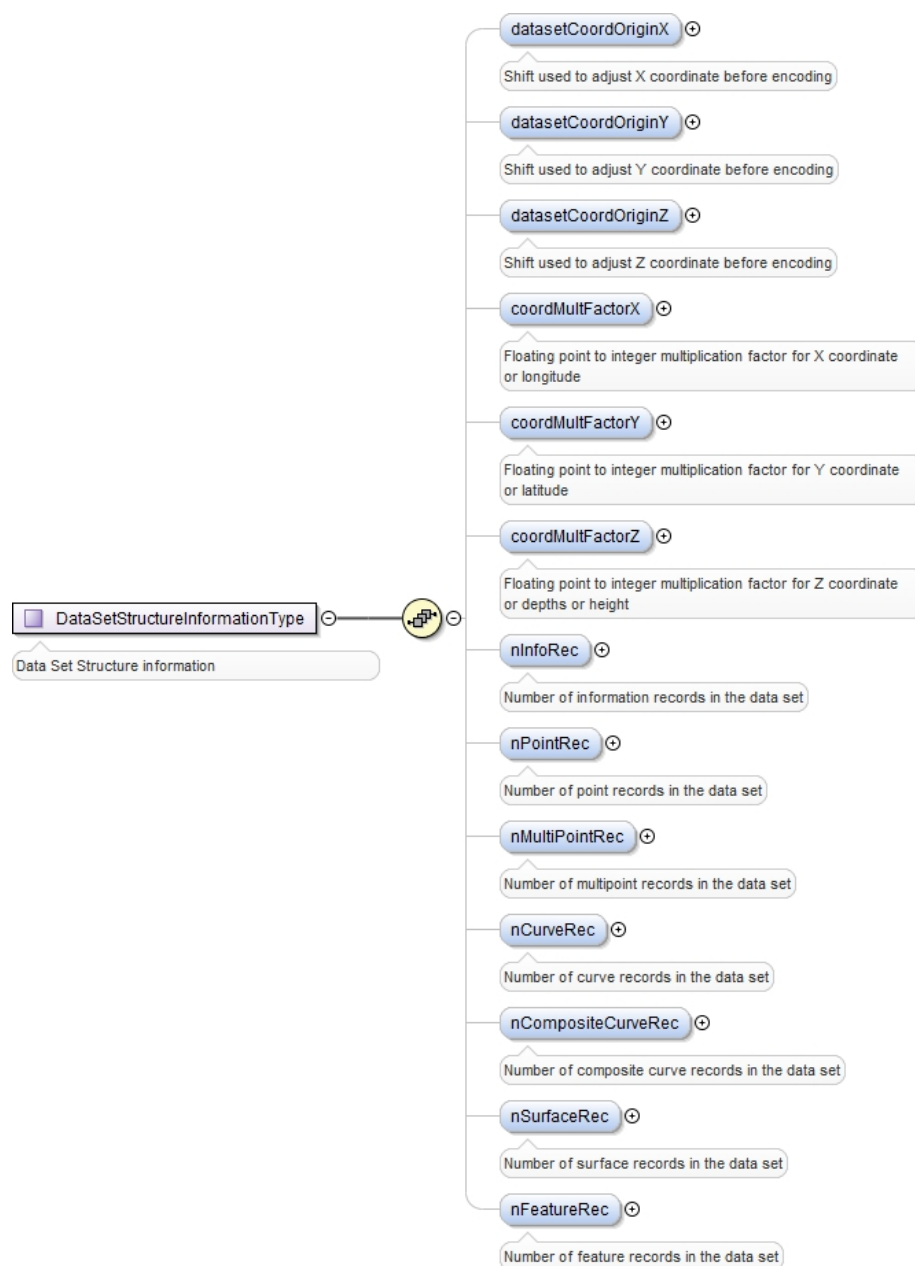 datasetCoordOriginX
Shift used to adjust X coordinate before encoding
datasetCoordOriginY
Shift used to adjust Y coordinate before encoding
datasetCoordOriginZ
Shift used to adjust Z coordinate before encoding
coordMultFactorX
Floating point to integer multiplication factor for X coordinate
or longitude
coordMultFactorY
Floating point to integer multiplication factor for Y coordinate
or latitude
coordMultFactorZ
Floating point to integer multiplication factor for Z coordinate
or depths or height
DataSetStructureInformationType
Data Set Structure information
nInfoRec
Number of information records in the data set
nPointRec
Number of point records in the data set
nMultiPointRec
Number of multipoint records in the data set
nCurveRec
Number of curve records in the data set
nCompositeCurveRec
Number of composite curve records in the data set
nSurfaceRec
Number of surface records in the data set
nFeatureRec
Number of feature records in the data set